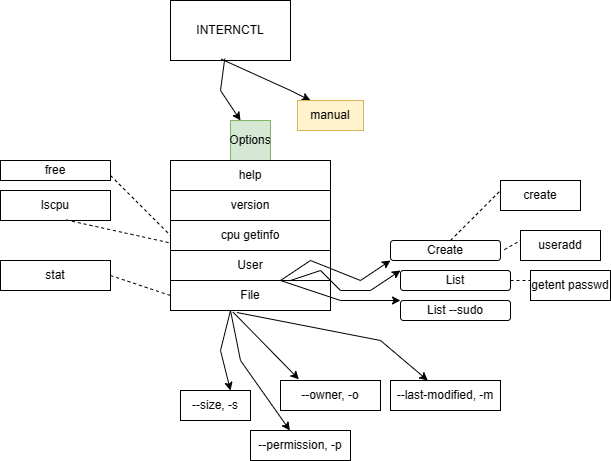 INTERNCTL
manual
Options
free
help
lscpu
version
create
cpu getinfo
Create
useradd
User
stat
List
getent passwd
File
List --sudo
--size, -s
--owner, -o
--last-modified, -m
--permission, -p